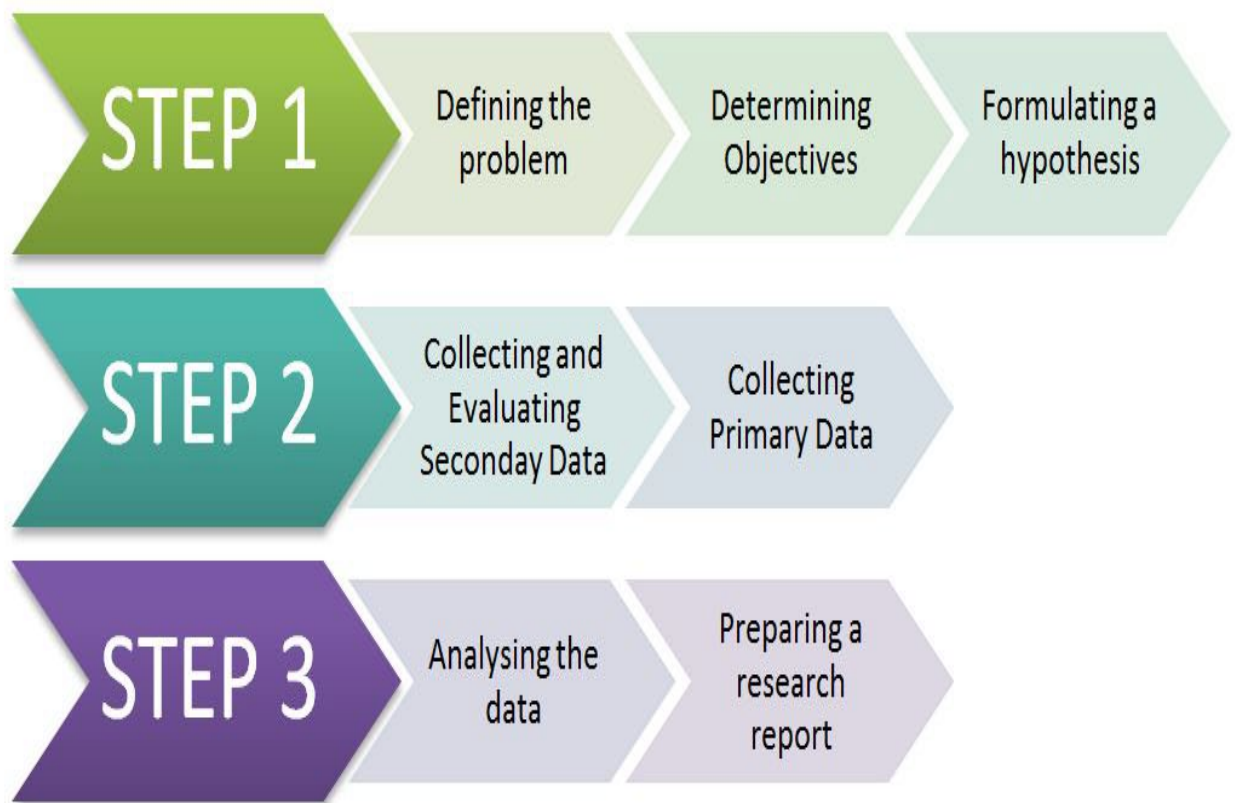 STEP 1
Defining the
problem
Determining
Objectives
Formulating a
hypothesis
STEP 2
Collecting and
Evaluating
Seconday Data
Collecting
Primary Data
STEP 3
Analysing the
data
Preparing a
research
report